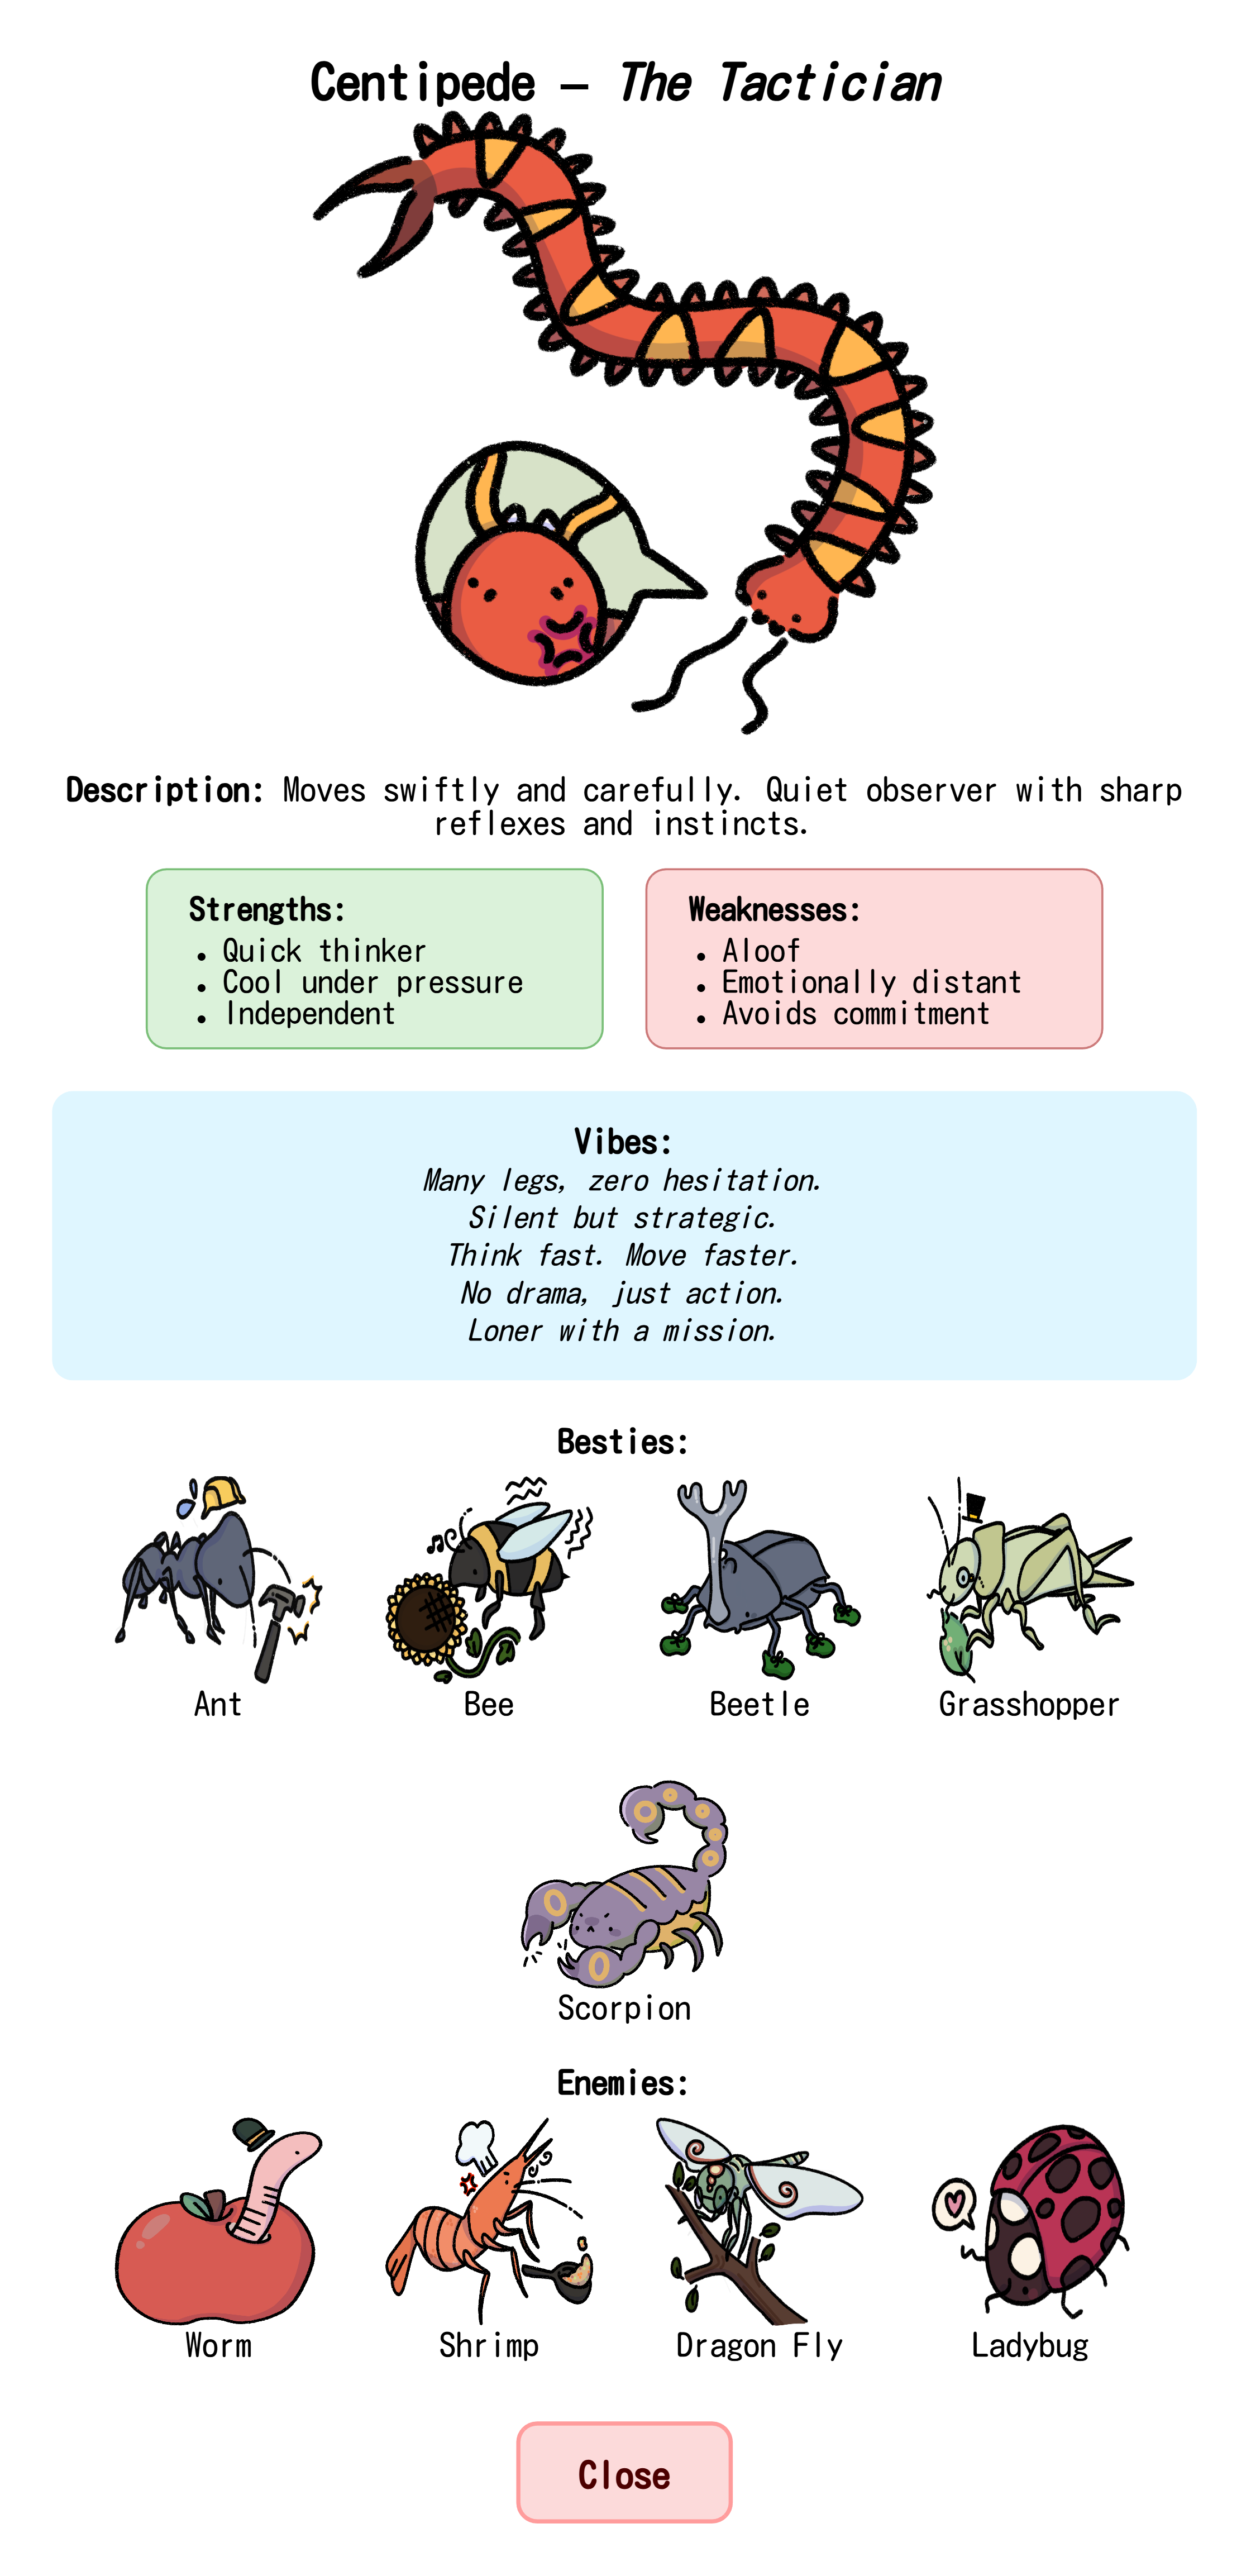 Centipede – The Tactician
Description: Moves swiftly and carefully. Quiet observer with sharp
reflexes and instincts.
Strengths:
• Quick thinker
• Cool under pressure
• Independent
Weaknesses:
• Aloof
• Emotionally distant
• Avoids commitment
Vibes:
Many legs, zero hesitation.
Silent but strategic.
Think fast. Move faster.
No drama, just action.
Loner with a mission.
Besties:
Ant
Bee
Beetle
Grasshopper
Scorpion
Enemies:
Worm
Shrimp
Dragon Fly
Ladybug
Close